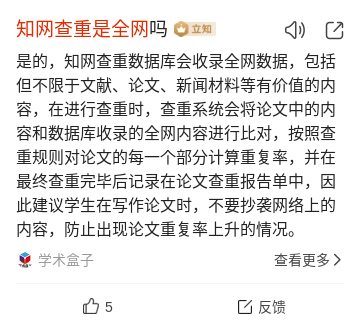 知网查重是全网吗 立知
是的，知网查重数据库会收录全网数据，包括
但不限于文献、论文、新闻材料等有价值的内
容，在进行查重时，查重系统会将论文中的内
容和数据库收录的全网内容进行比对，按照查
重规则对论文的每一个部分计算重复率，并在
最终查重完毕后记录在论文查重报告单中，因
此建议学生在写作论文时，不要抄袭网络上的
内容，防止出现论文重复率上升的情况。
学术盒子 查看更多
5 反馈